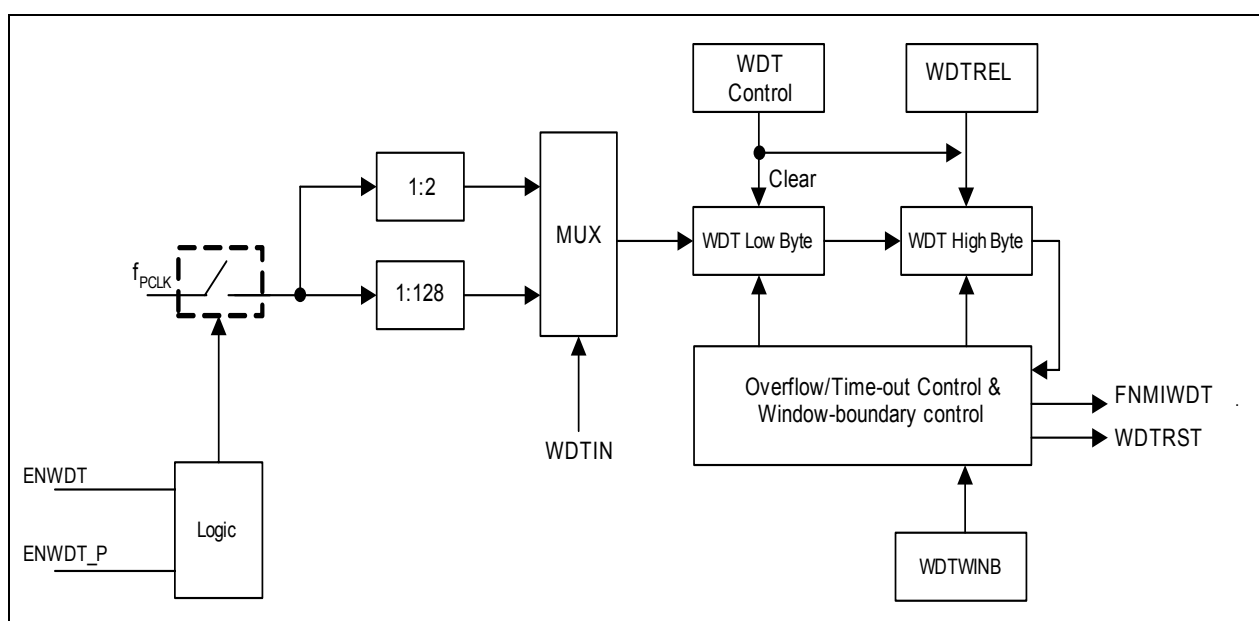 WDT
Control
WDTREL
1:2
Clear
MUX
WDT Low Byte
WDT High Byte
fPCLK
1:128
Overflow/Time-out Control &
Window-boundary control
FNMIWDT .
WDTRST
WDTIN
ENWDT
Logic
ENWDT_P
WDTWINB